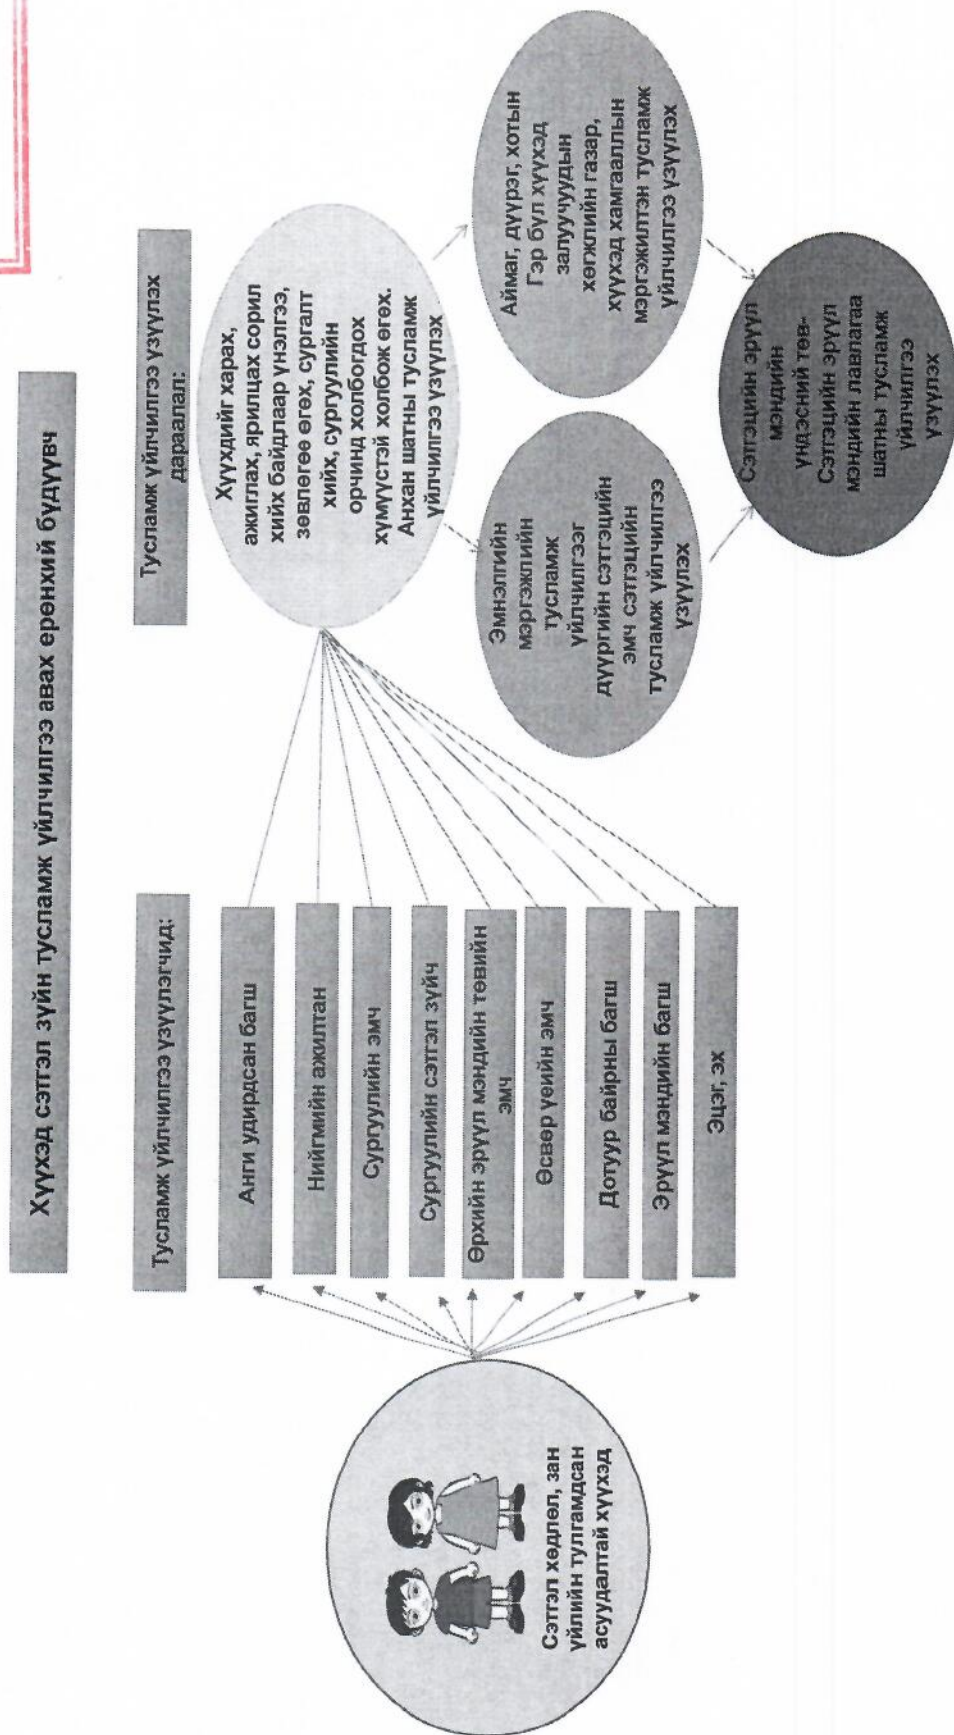 Хүүхэд сэтгэл зүйн тусламж үйлчилгээ авах ерөнхий бүдүүвч
Тусламж үйлчилгээ үзүүлэгчид:
Тусламж үйлчилгээ үзүүлэх
дараалал:
Сэтгэл хөдлөл, зан
үйлийн тулгамдсан
асуудалтай хүүхэд
Анги удирдсан багш
Нийгмийн ажилтан
Сургуулийн эмч
Сургуулийн сэтгэл зүйч
Өрхийн эрүүл мэндийн төвийн
эмч
Өсвөр үеийн эмч
Дотуур байрны багш
Эрүүл мэндийн багш
Эцэг, эх
Хүүхдийг харах,
ажиглах, ярилцах сорил
хийх байдлаар үнэлгээ,
зөвлөгөө өгөх, сургалт
хийх, сургуулийн
орчинд холбогдох
хүмүүстэй холбож өгөх.
Анхан шатны тусламж
үйлчилгээ үзүүлэх
Эмнэлгийн
мэргэжлийн
тусламж
үйлчилгээг
дүүргийн сэтгэцийн
эмч сэтгэцийн
тусламж үйлчилгээ
үзүүлэх
Аймаг, дүүрэг, хотын
Гэр бүл хүүхэд
залуучуудын
хөгжлийн газар,
хүүхэд хамгааллын
мэргэжилтэн тусламж
үйлчилгээ үзүүлэх
Сэтгэцийн эрүүл
мэндийн
үндэсний төв-
Сэтгэцийн эрүүл
мэндийн лавлагаа
шатны тусламж
үйлчилгээ
үзүүлэх